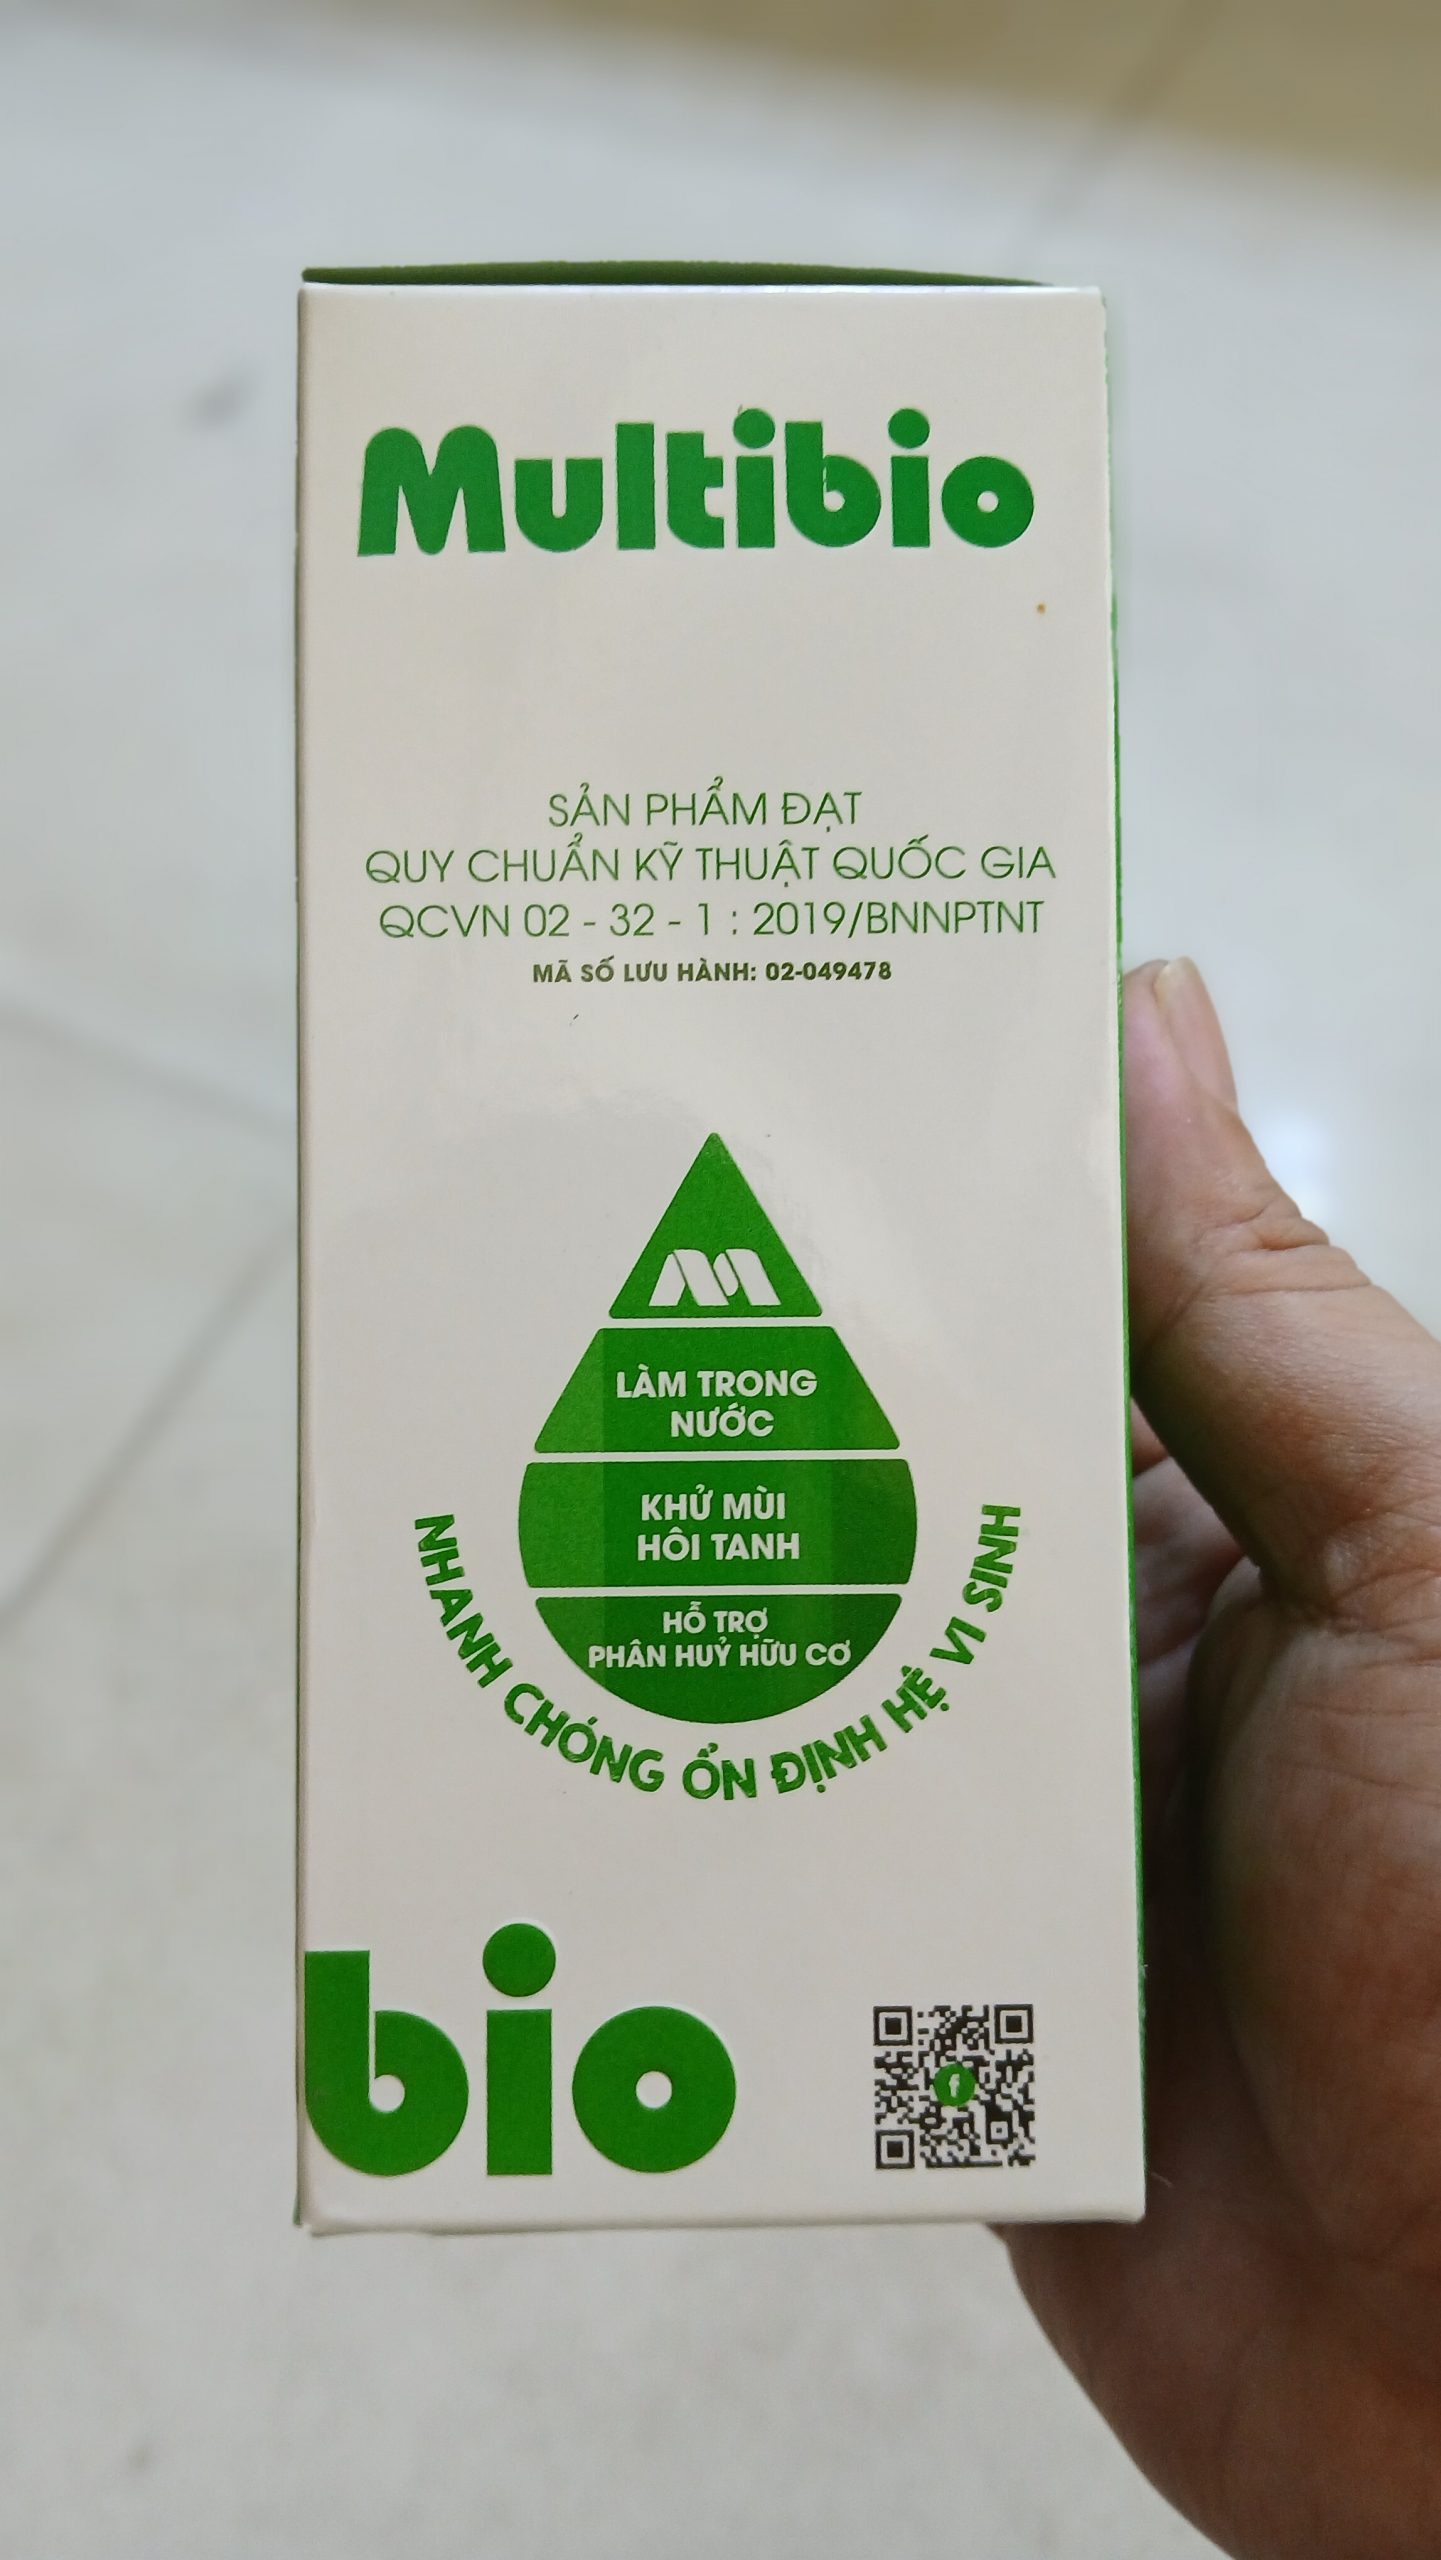 Multibio
SẢN PHẨM ĐẠT
QUY CHUẨN KỸ THUẬT QUỐC GIA
QCVN 02 - 32 - 1 : 2019/BNNPTNT
MÃ SỐ LƯU HÀNH: 02-049478
M
LÀM TRONG
NƯỚC
KHỬ MÙI
HÔI TANH
HỖ TRỢ
PHÂN HUỶ HỮU CƠ
NHANH CHÓNG ỔN ĐỊNH HỆ VI SINH
bio
f